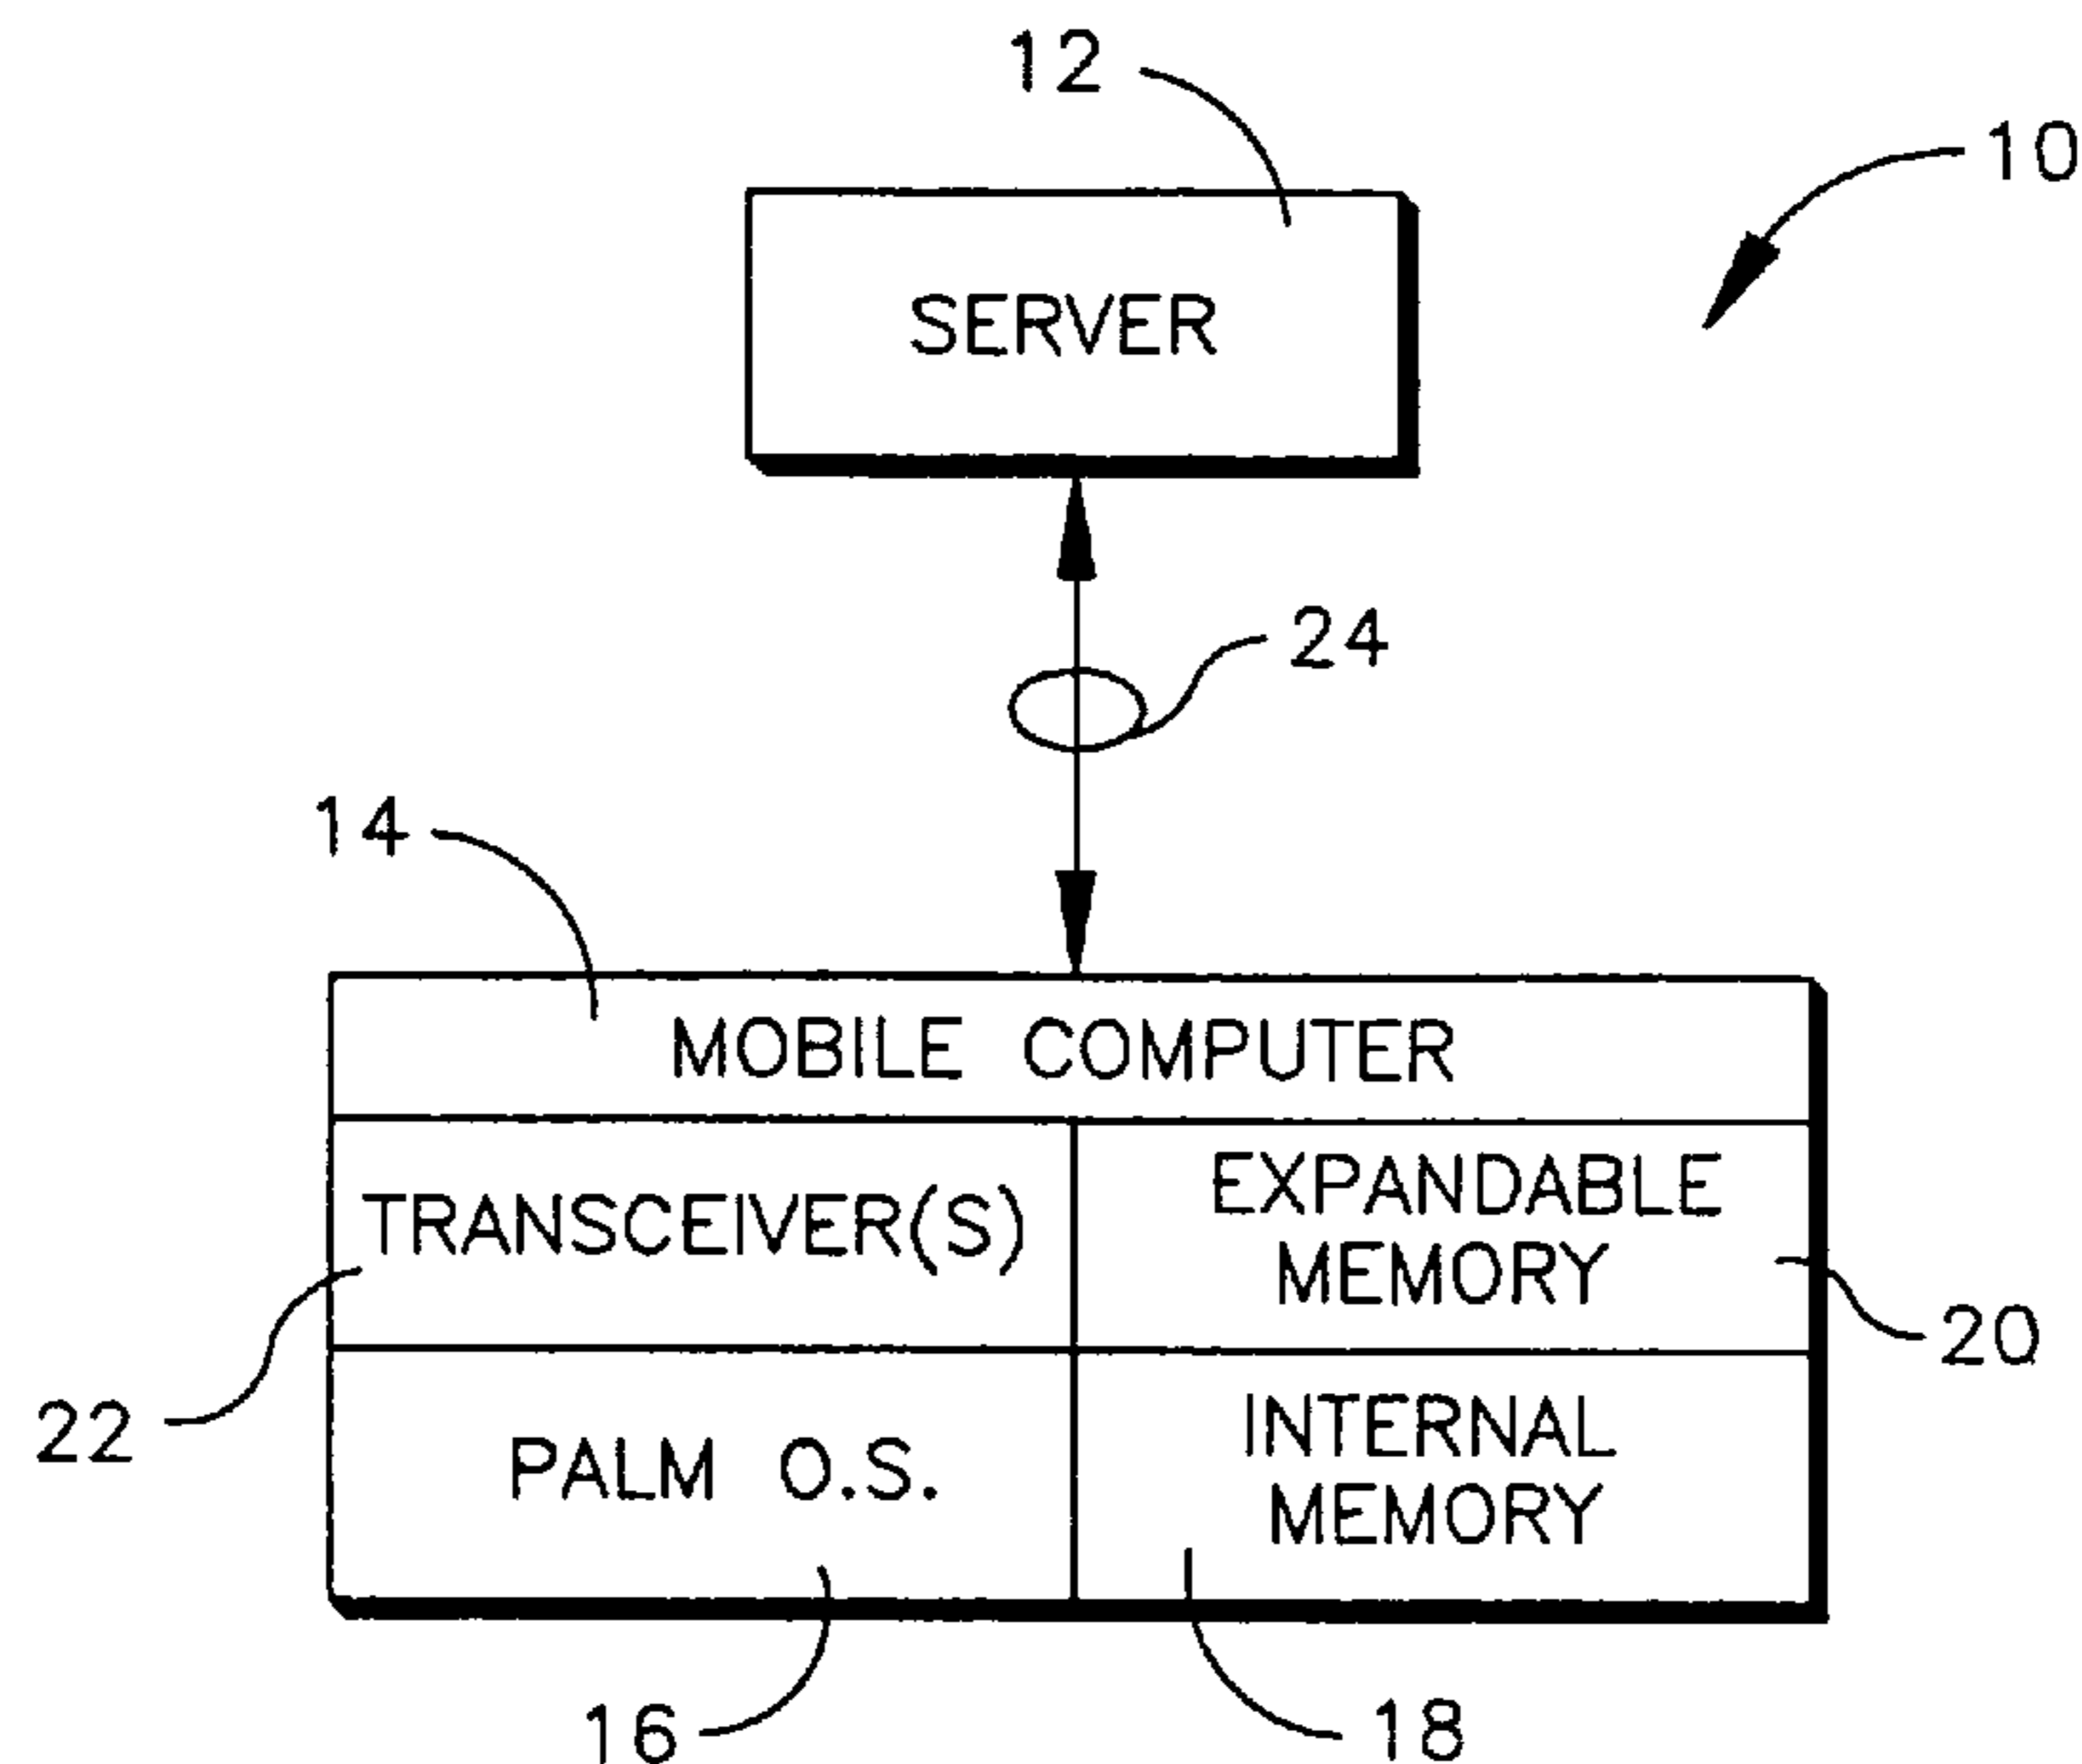 12
10
SERVER
24
14
MOBILE COMPUTER
TRANSCEIVER(S)
EXPANDABLE
MEMORY
20
22
PALM O.S.
INTERNAL
MEMORY
16
18